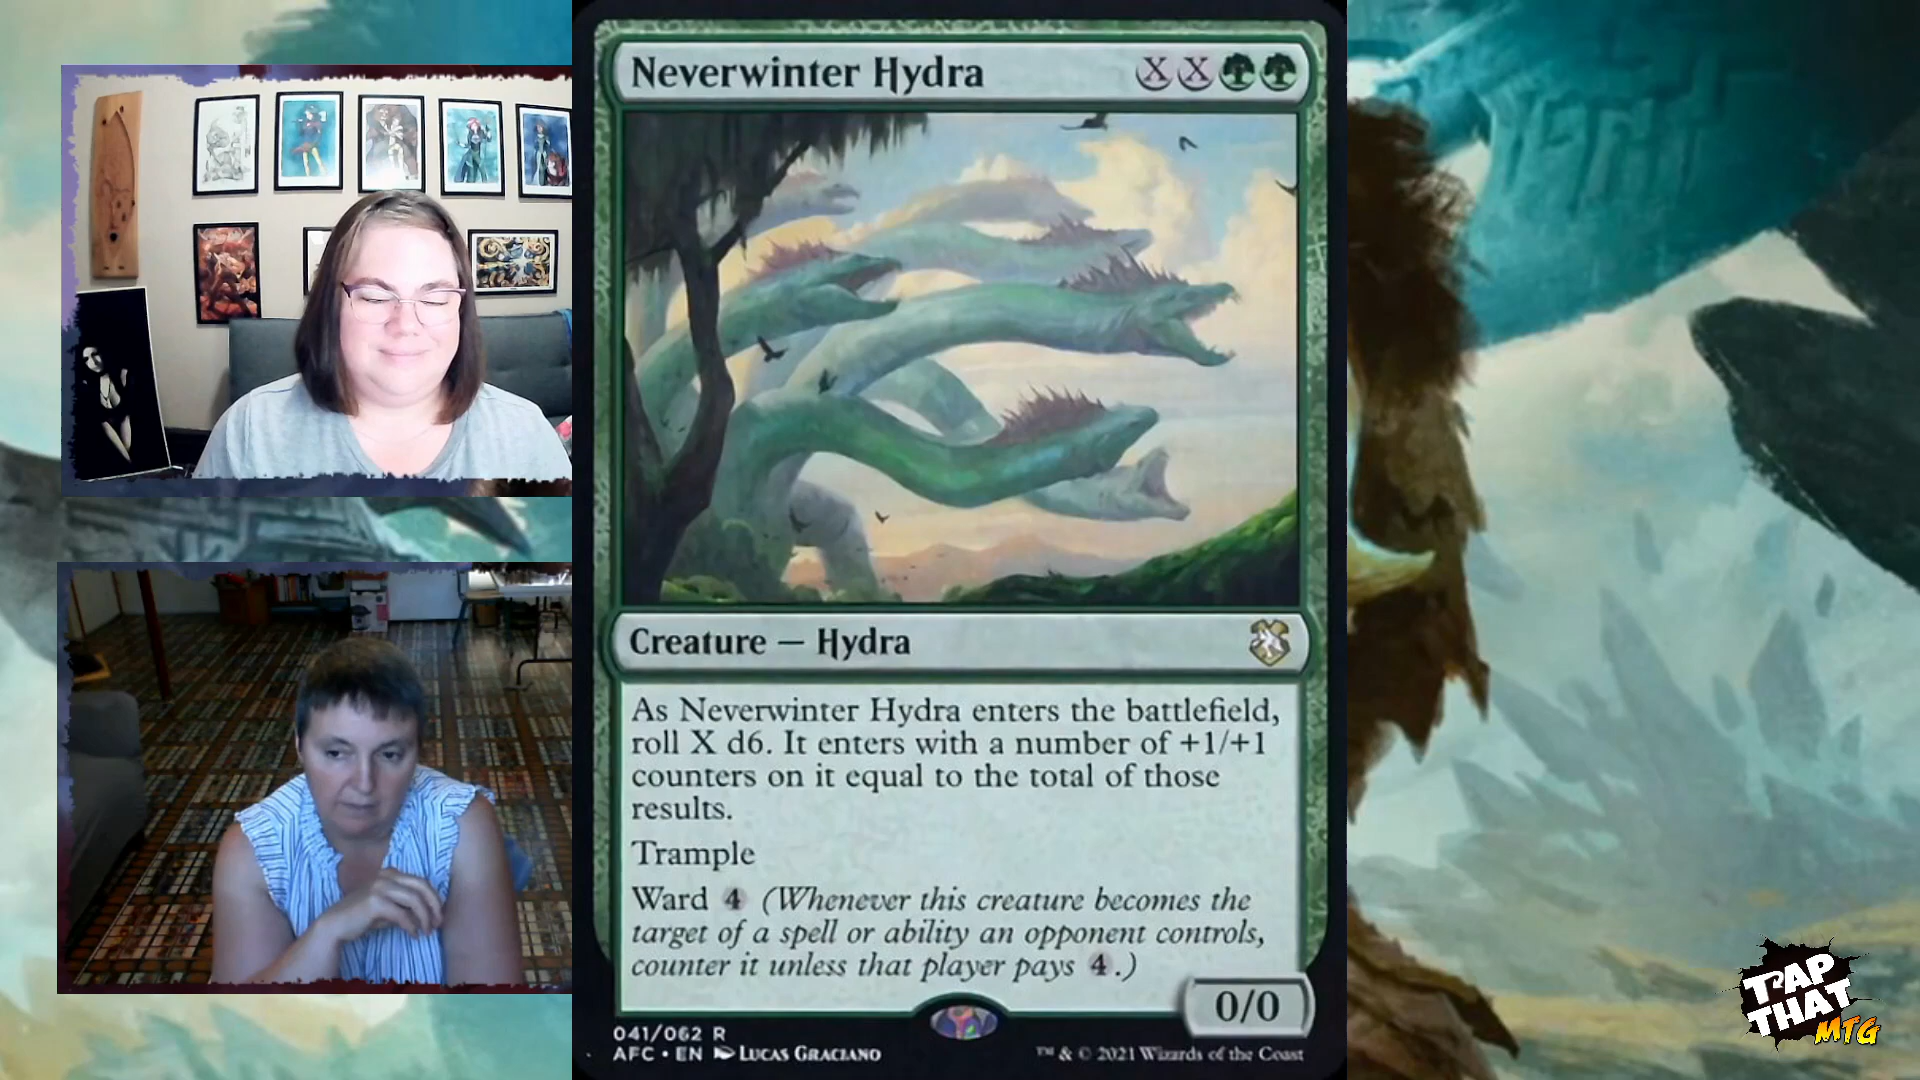 Neverwinter Hydra X X
Creature — Hydra
As Neverwinter Hydra enters the battlefield,
roll X d6. It enters with a number of +1/+1
counters on it equal to the total of those
results.
Trample
Ward 4 (Whenever this creature becomes the
target of a spell or ability an opponent controls,
counter it unless that player pays 4.)
0/0
041/062 R
AFC • EN LUCAS GRACIANO
™ & © 2021 Wizards of the Coast
TAP
THAT
MTG